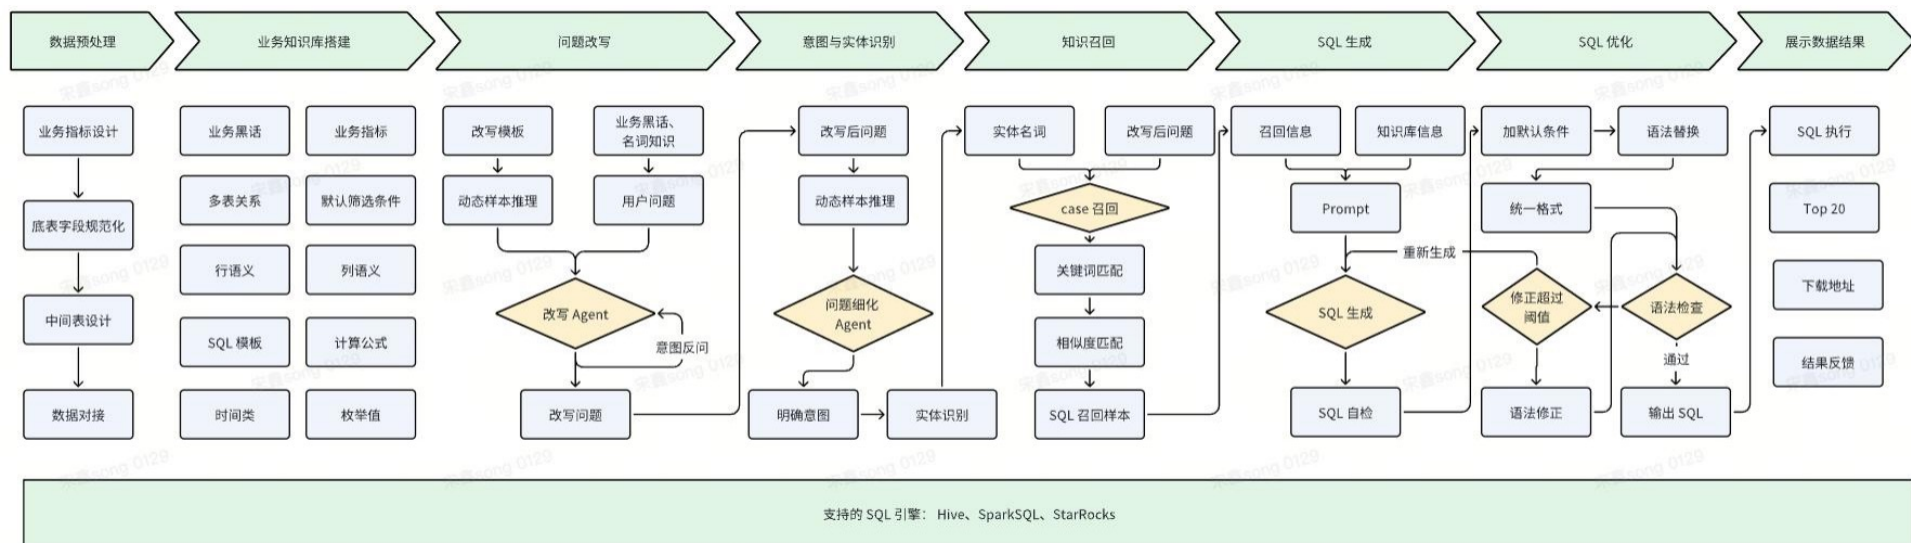 数据预处理
业务知识库搭建
问题改写
意图与实体识别
知识召回
SQL 生成
SQL 优化
展示数据结果
业务指标设计
底表字段规范化
中间表设计
数据对接
业务黑话
业务指标
多表关系
默认筛选条件
行语义
列语义
SQL 模板
计算公式
时间类
枚举值
改写模板
业务黑话、
名词知识
动态样本推理
用户问题
改写 Agent
意图反问
改写问题
改写后问题
动态样本推理
问题细化
Agent
明确意图
实体识别
实体名词
改写后问题
case 召回
关键词匹配
相似度匹配
SQL 召回样本
召回信息
知识库信息
Prompt
重新生成
SQL 生成
SQL 自检
加默认条件
语法替换
统一格式
修正超过
阈值
语法检查
通过
语法修正
输出 SQL
SQL 执行
Top 20
下载地址
结果反馈
支持的 SQL 引擎： Hive、SparkSQL、StarRocks